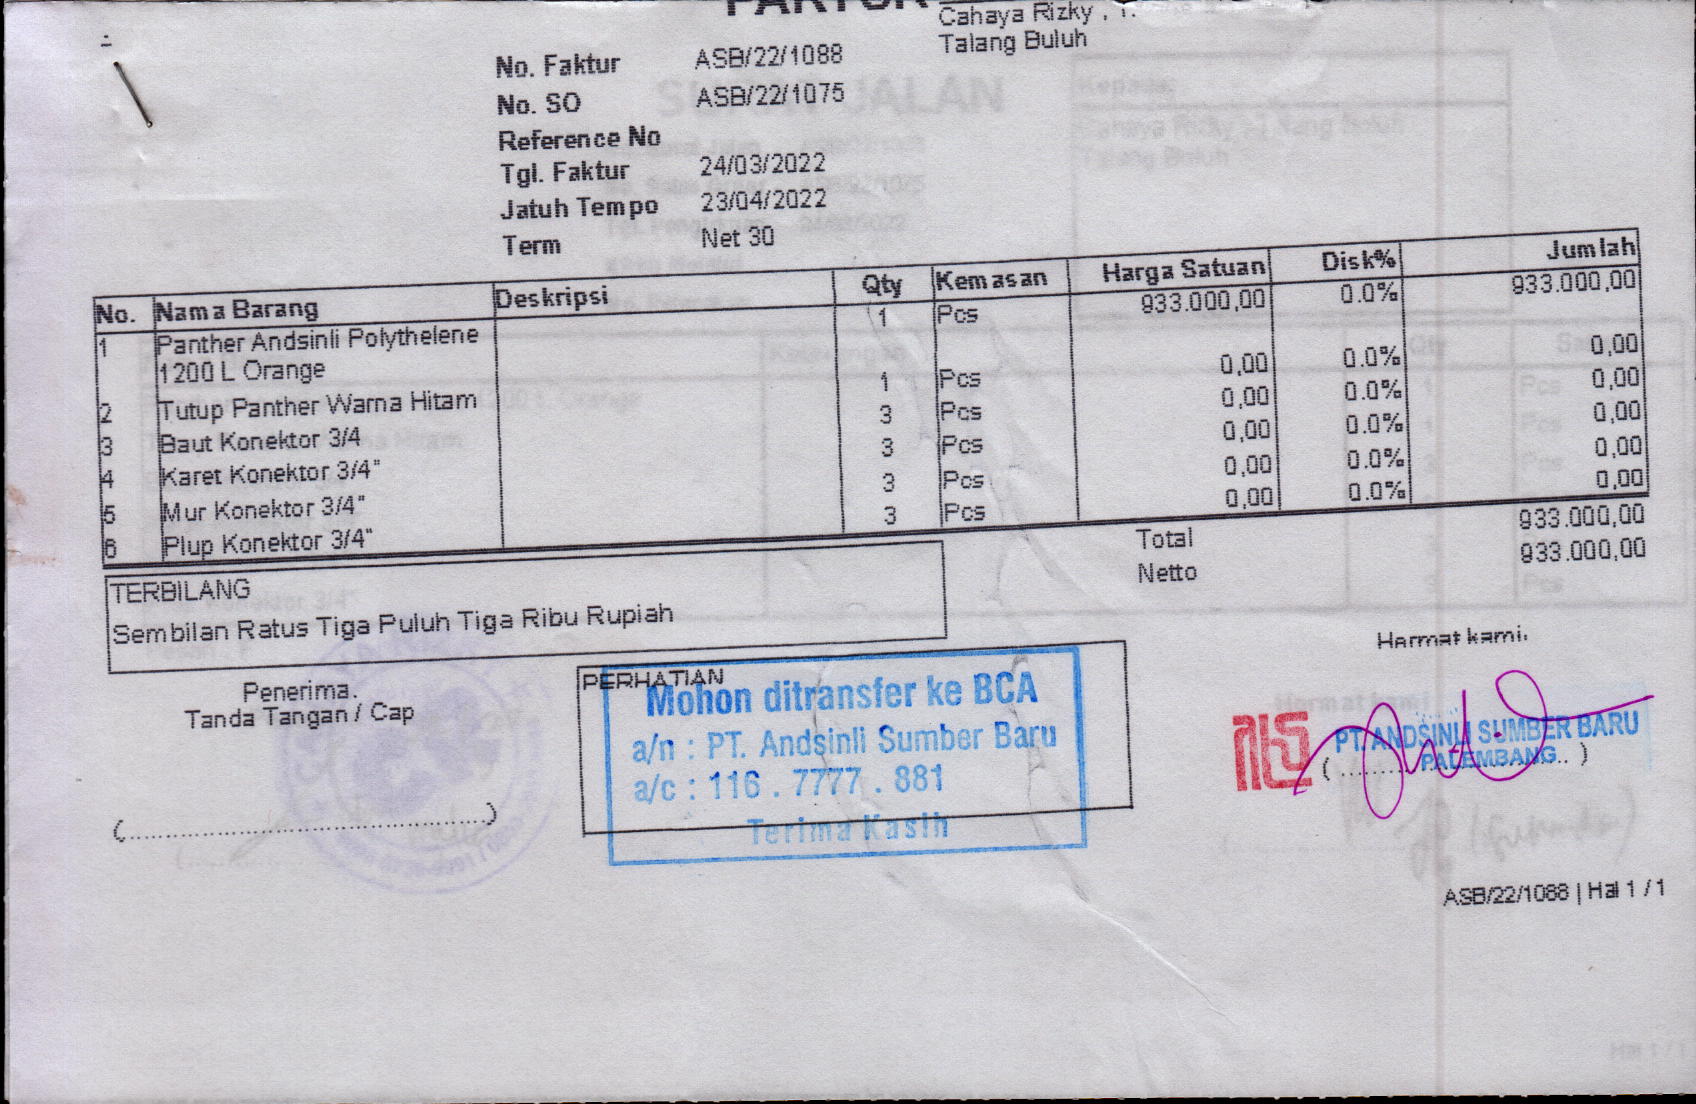 FAKTUR
Cahaya Rizky
Talang Buluh
No. Faktur ASB/22/1088
No. SO ASB/22/1075
Reference No
Tgl. Faktur 24/03/2022
Jatuh Tempo 23/04/2022
Term Net 30
No. Nama Barang Deskripsi Qty Kemasan Harga Satuan Disk% Jumlah
1 Panther Andsinli Polythelene 1 Pcs 933.000,00 0.0% 933.000,00
1200 L Orange
2 Tutup Panther Warna Hitam 1 Pcs 0,00 0.0% 0,00
3 Baut Konektor 3/4 3 Pcs 0,00 0.0% 0,00
4 Karet Konektor 3/4" 3 Pcs 0,00 0.0% 0,00
5 Mur Konektor 3/4" 3 Pcs 0,00 0.0% 0,00
6 Plup Konektor 3/4" 3 Pcs 0,00 0.0% 0,00
Total 933.000,00
Netto 933.000,00
TERBILANG
Sembilan Ratus Tiga Puluh Tiga Ribu Rupiah
Penerima.
Tanda Tangan / Cap
(..........)
PERHATIAN
Mohon ditransfer ke BCA
a/n : PT. Andsinli Sumber Baru
a/c : 116 . 7777 . 881
Terima Kasih
Hormat kami.
PT. ANDSINLI SUMBER BARU
PALEMBANG
ASB/22/1088 | Hal 1 / 1